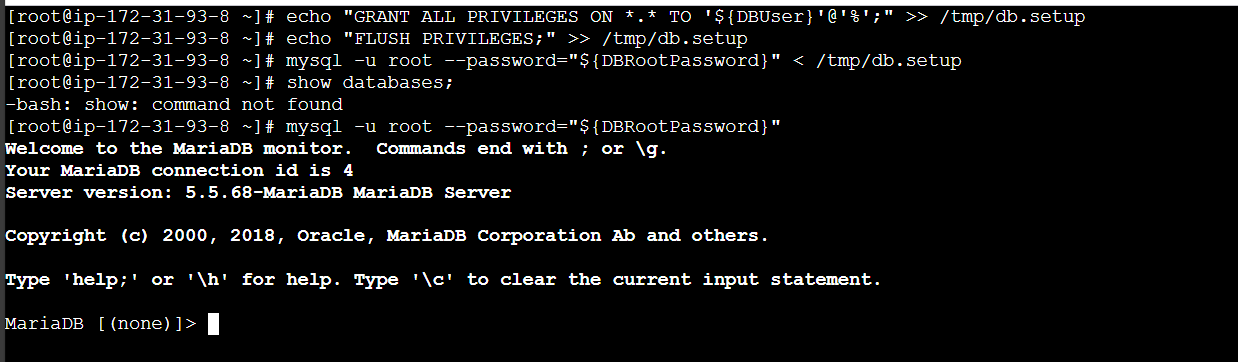 [root@ip-172-31-93-8 ~]# echo "GRANT ALL PRIVILEGES ON *.* TO '${DBUser}'@'%';" >> /tmp/db.setup
[root@ip-172-31-93-8 ~]# echo "FLUSH PRIVILEGES;" >> /tmp/db.setup
[root@ip-172-31-93-8 ~]# mysql -u root --password="${DBRootPassword}" < /tmp/db.setup
[root@ip-172-31-93-8 ~]# show databases;
-bash: show: command not found
[root@ip-172-31-93-8 ~]# mysql -u root --password="${DBRootPassword}"
Welcome to the MariaDB monitor.  Commands end with ; or \g.
Your MariaDB connection id is 4
Server version: 5.5.68-MariaDB MariaDB Server
Copyright (c) 2000, 2018, Oracle, MariaDB Corporation Ab and others.
Type 'help;' or '\h' for help. Type '\c' to clear the current input statement.
MariaDB [(none)]>